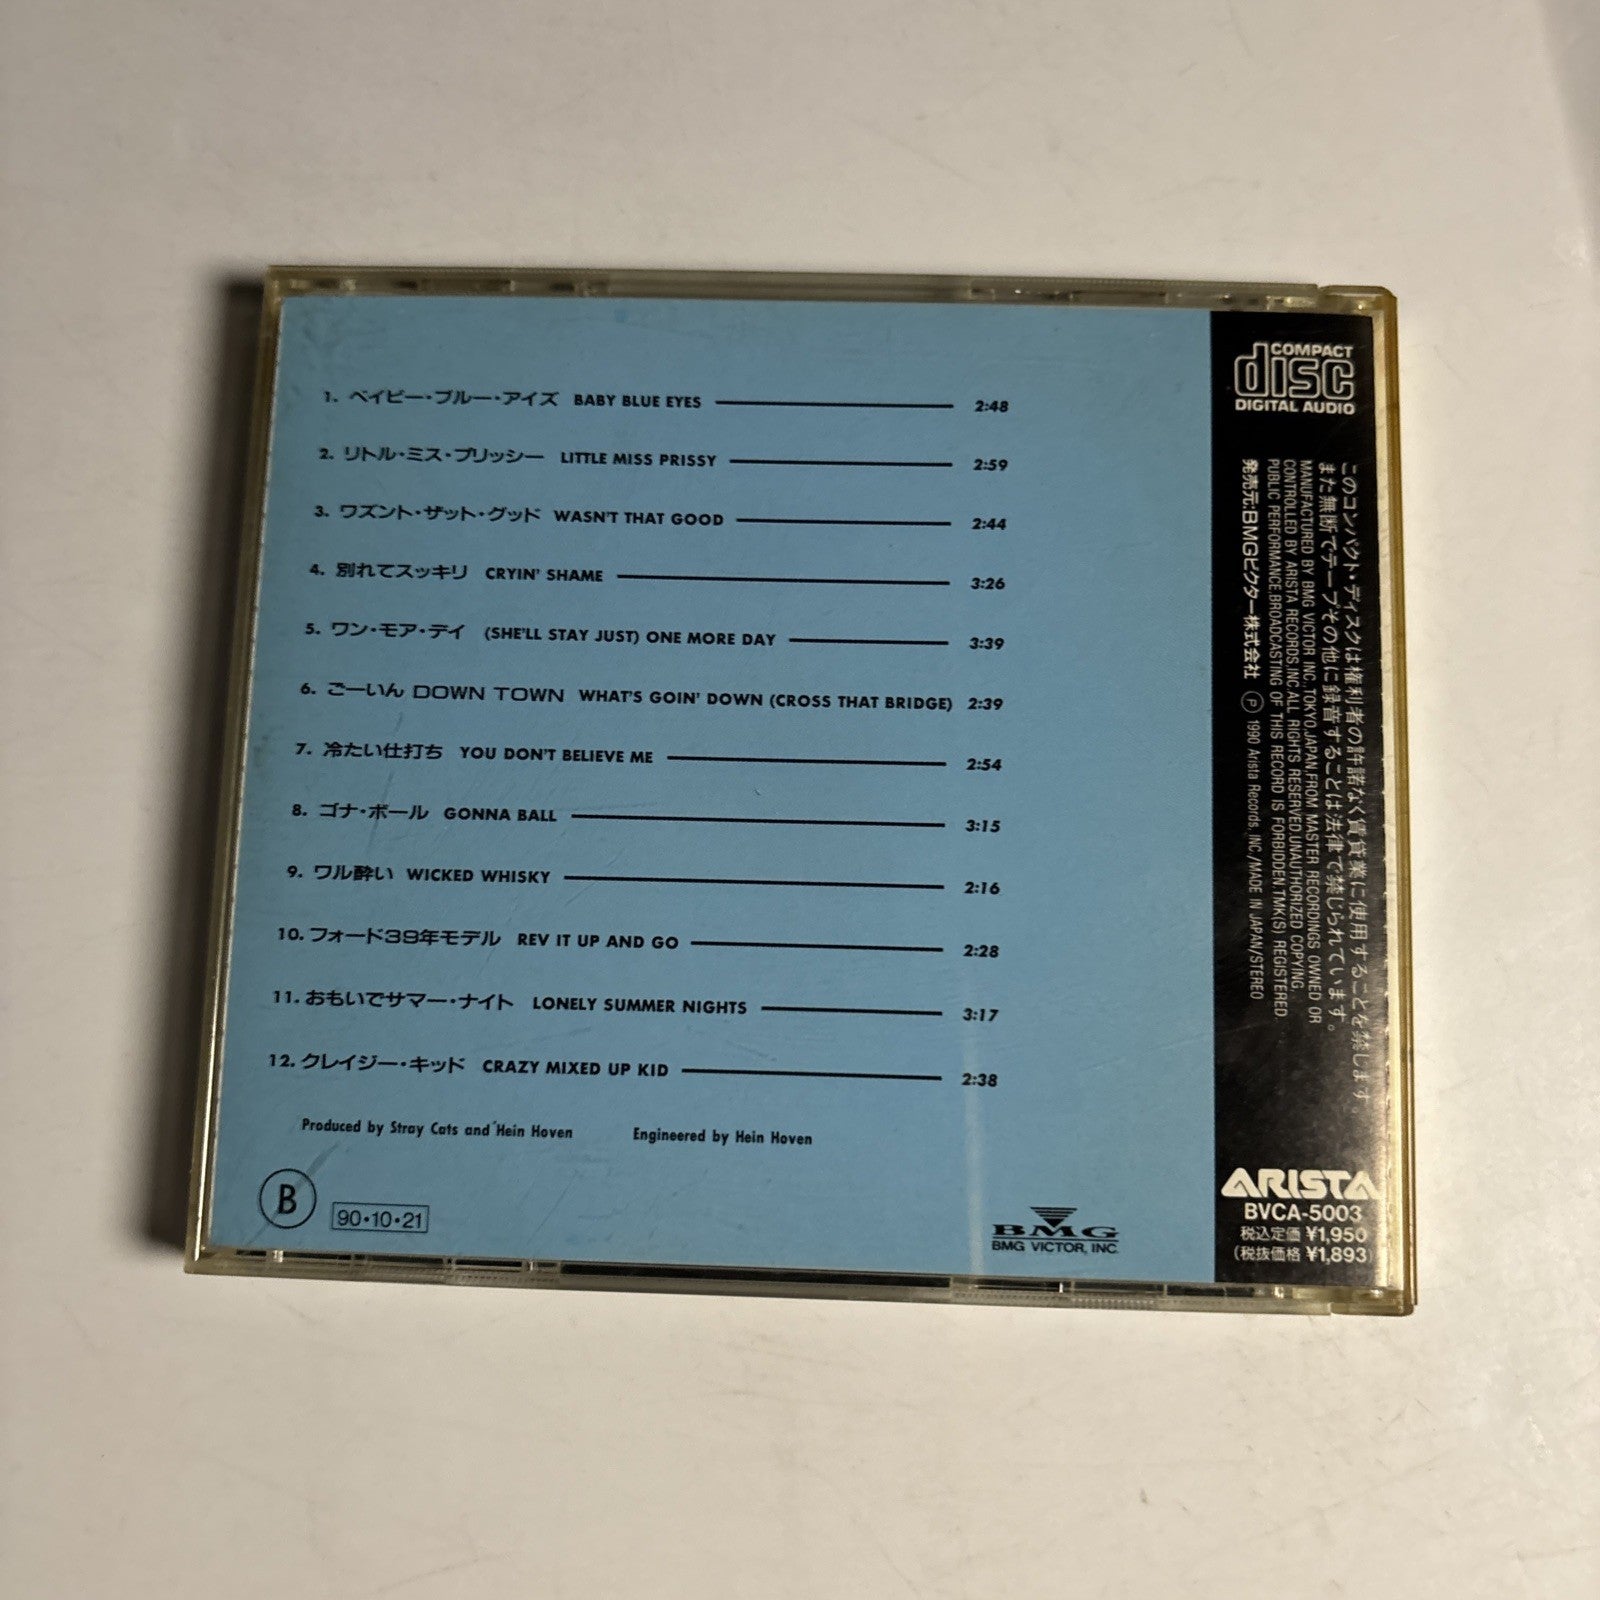 1. ベイビー・ブルー・アイズ BABY BLUE EYES 2:48
2. リトル・ミス・プリッシー LITTLE MISS PRISSY 2:59
3. ワズント・ザット・グッド WASN'T THAT GOOD 2:44
4. 別れてスッキリ CRYIN' SHAME 3:26
5. ワン・モア・デイ (SHE'LL STAY JUST) ONE MORE DAY 3:39
6. ごーいん DOWN TOWN WHAT'S GOIN' DOWN (CROSS THAT BRIDGE) 2:39
7. 冷たい仕打ち YOU DON'T BELIEVE ME 2:54
8. ゴナ・ボール GONNA BALL 3:15
9. ワル酔い WICKED WHISKY 2:16
10. フォード39年モデル REV IT UP AND GO 2:28
11. おもいでサマー・ナイト LONELY SUMMER NIGHTS 3:17
12. クレイジー・キッド CRAZY MIXED UP KID 2:38
Produced by Stray Cats and Hein Hoven Engineered by Hein Hoven
B 90・10・21
BMG
BMG VICTOR, INC.
COMPACT
disc
DIGITAL AUDIO
このコンパクト・ディスクは権利者の許諾なく賃貸業に使用することを禁じます。
また無断でテープその他に録音することは法律で禁じられています。
MANUFACTURED BY BMG VICTOR INC.,TOKYO,JAPAN,FROM MASTER RECORDINGS OWNED OR
CONTROLLED BY ARISTA RECORDS,INC.ALL RIGHTS RESERVED.UNAUTHORIZED COPYING,
PUBLIC PERFORMANCE,BROADCASTING OF THIS RECORD IS FORBIDDEN.TMK(S) REGISTERED.
発売元:BMGビクター株式会社 Ⓟ 1990 Arista Records, INC./MADE IN JAPAN/STEREO
ARISTA
BVCA-5003
税込定価 ¥1,950
(税抜価格 ¥1,893)